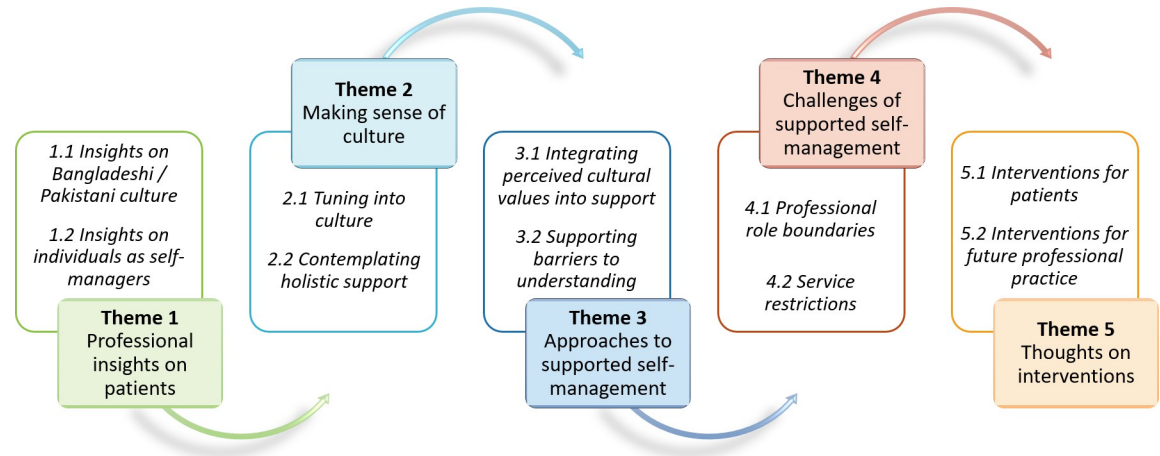 1.1 Insights on
Bangladeshi /
Pakistani culture
1.2 Insights on
individuals as self-
managers
Theme 1
Professional
insights on
patients
Theme 2
Making sense of
culture
2.1 Tuning into
culture
2.2 Contemplating
holistic support
3.1 Integrating
perceived cultural
values into support
3.2 Supporting
barriers to
understanding
Theme 3
Approaches to
supported self-
management
Theme 4
Challenges of
supported self-
management
4.1 Professional
role boundaries
4.2 Service
restrictions
5.1 Interventions for
patients
5.2 Interventions for
future professional
practice
Theme 5
Thoughts on
interventions